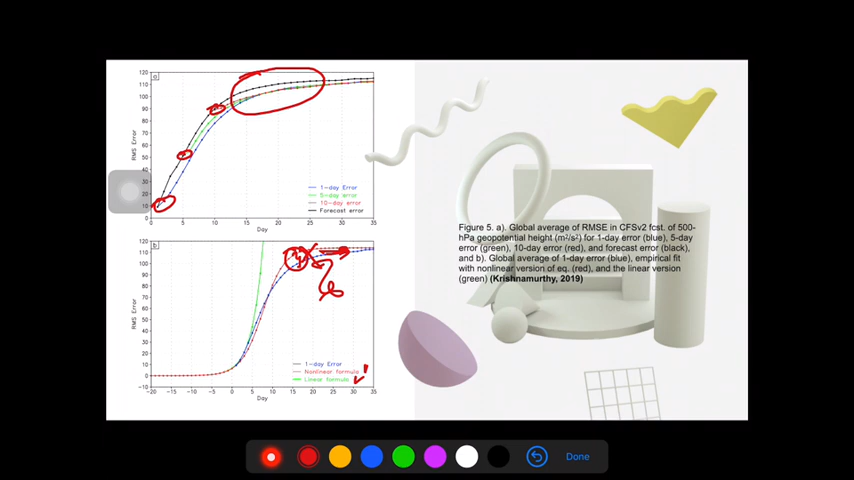 a
120
110
100
90
80
70
60
50
40
30
20
10
0
RMS Error
0 5 10 15 20 25 30 35
Day
1-day Error
5-day error
10-day error
Forecast error
b
120
110
100
90
80
70
60
50
40
30
20
10
0
-10
RMS Error
-20 -15 -10 -5 0 5 10 15 20 25 30 35
Day
1-day Error
Nonlinear formula
Linear formula
Figure 5. a). Global average of RMSE in CFSv2 fcst. of 500-
hPa geopotential height (m²/s²) for 1-day error (blue), 5-day
error (green), 10-day error (red), and forecast error (black),
and b). Global average of 1-day error (blue), empirical fit
with nonlinear version of eq. (red), and the linear version
(green) (Krishnamurthy, 2019)
Done